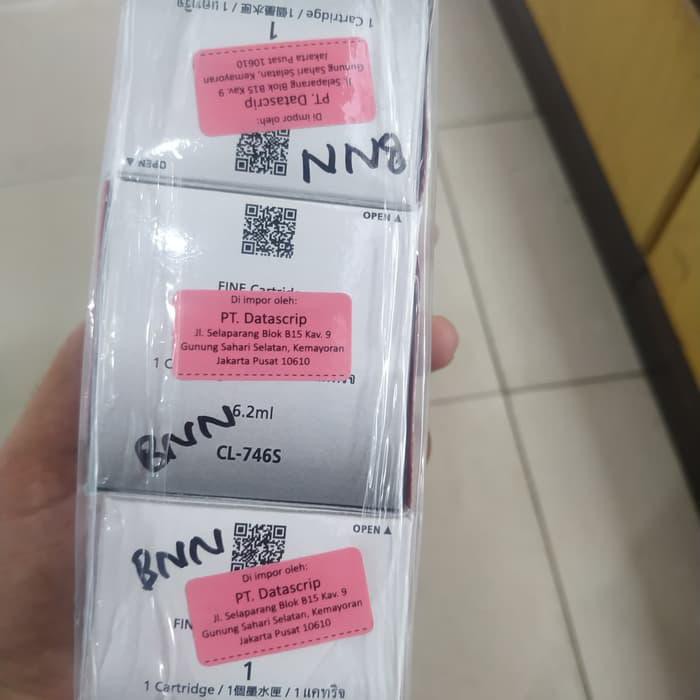 1 Cartridge / 1個墨水匣 / 1 แคทริจ
1
Di impor oleh:
PT. Datascrip
Jl. Selaparang Blok B15 Kav. 9
Gunung Sahari Selatan, Kemayoran
Jakarta Pusat 10610
BNN
OPEN ▲
OPEN ▲
FINE
Di impor oleh:
PT. Datascrip
Jl. Selaparang Blok B15 Kav. 9
Gunung Sahari Selatan, Kemayoran
Jakarta Pusat 10610
1
6.2ml
BNN
CL-746S
BNN
OPEN ▲
Di impor oleh:
PT. Datascrip
Jl. Selaparang Blok B15 Kav. 9
Gunung Sahari Selatan, Kemayoran
Jakarta Pusat 10610
1
1 Cartridge / 1個墨水匣 / 1 แคทริจ